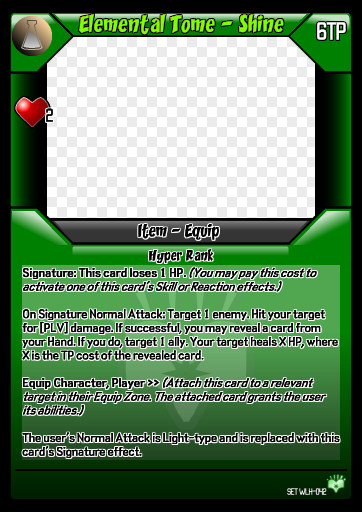 Elemental Tome - Shine
6TP
2
Item - Equip
Hyper Rank
Signature: This card loses 1 HP. (You may pay this cost to
activate one of this card's Skill or Reaction effects.)
On Signature Normal Attack: Target 1 enemy. Hit your target
for [PLV] damage. If successful, you may reveal a card from
your Hand. If you do, target 1 ally. Your target heals X HP, where
X is the TP cost of the revealed card.
Equip Character, Player >> (Attach this card to a relevant
target in their Equip Zone. The attached card grants the user
its abilities.)
The user's Normal Attack is Light-type and is replaced with this
card's Signature effect.
SET WLH-042